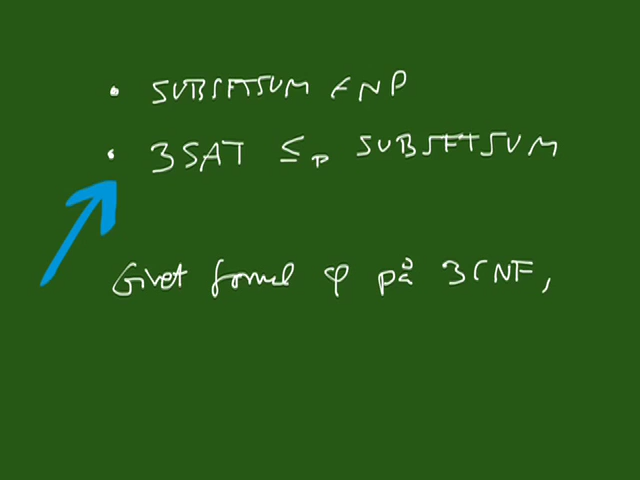 • SUBSETSUM ∈ NP
• 3SAT ≤p SUBSETSUM
Givet formel φ på 3CNF,